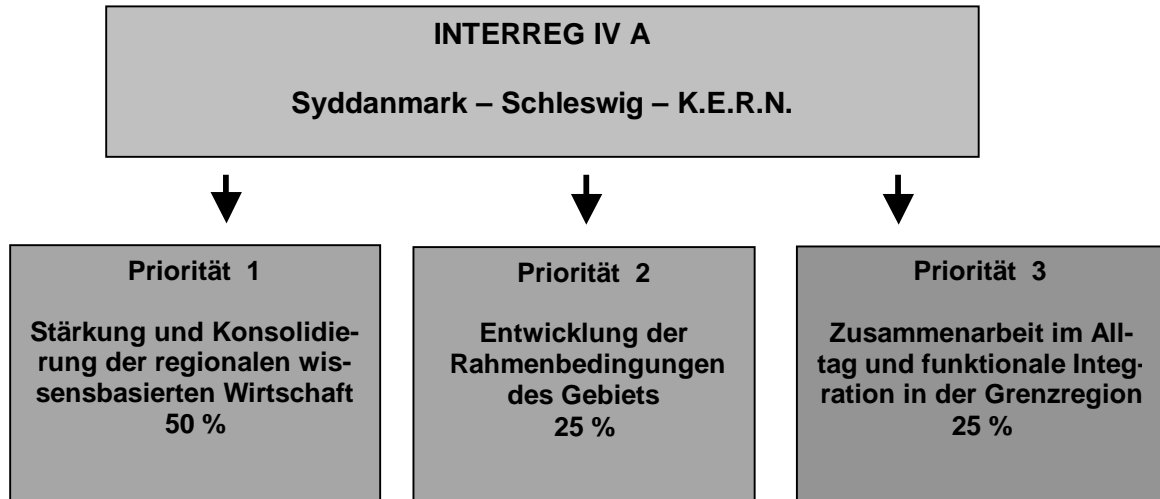 INTERREG IV A
Syddanmark – Schleswig – K.E.R.N.
Priorität 1
Stärkung und Konsolidie-
rung der regionalen wis-
sensbasierten Wirtschaft
50 %
Priorität 2
Entwicklung der
Rahmenbedingungen
des Gebiets
25 %
Priorität 3
Zusammenarbeit im All-
tag und funktionale Integ-
ration in der Grenzregion
25 %